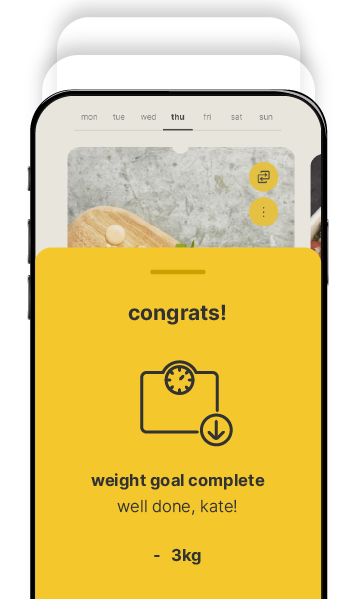 mon tue wed thu fri sat sun
congrats!
weight goal complete
well done, kate!
- 3kg